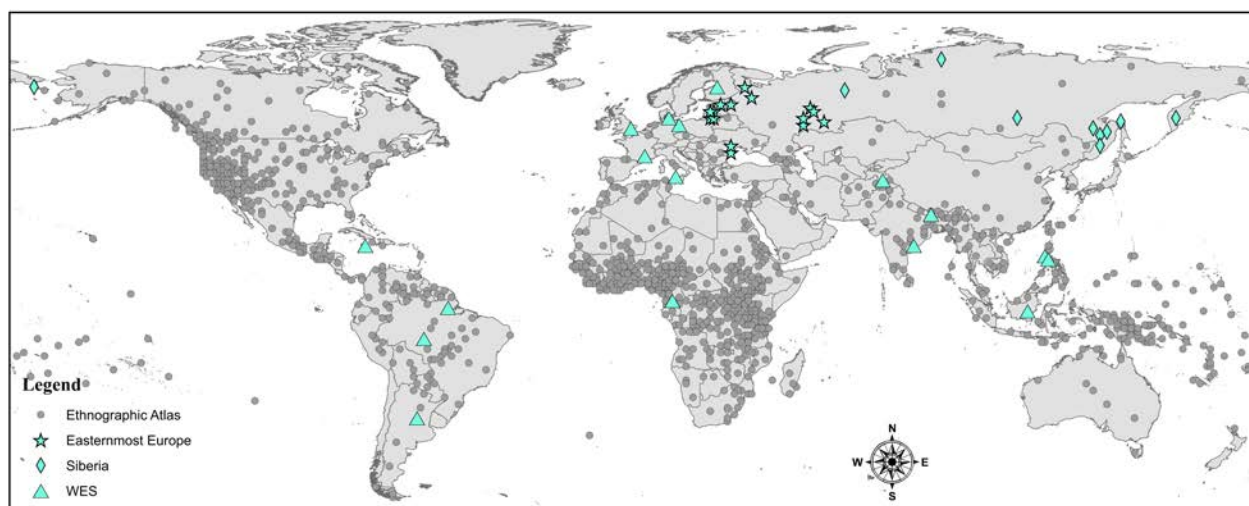 Legend
Ethnographic Atlas
Easternmost Europe
Siberia
WES
N
W E
S